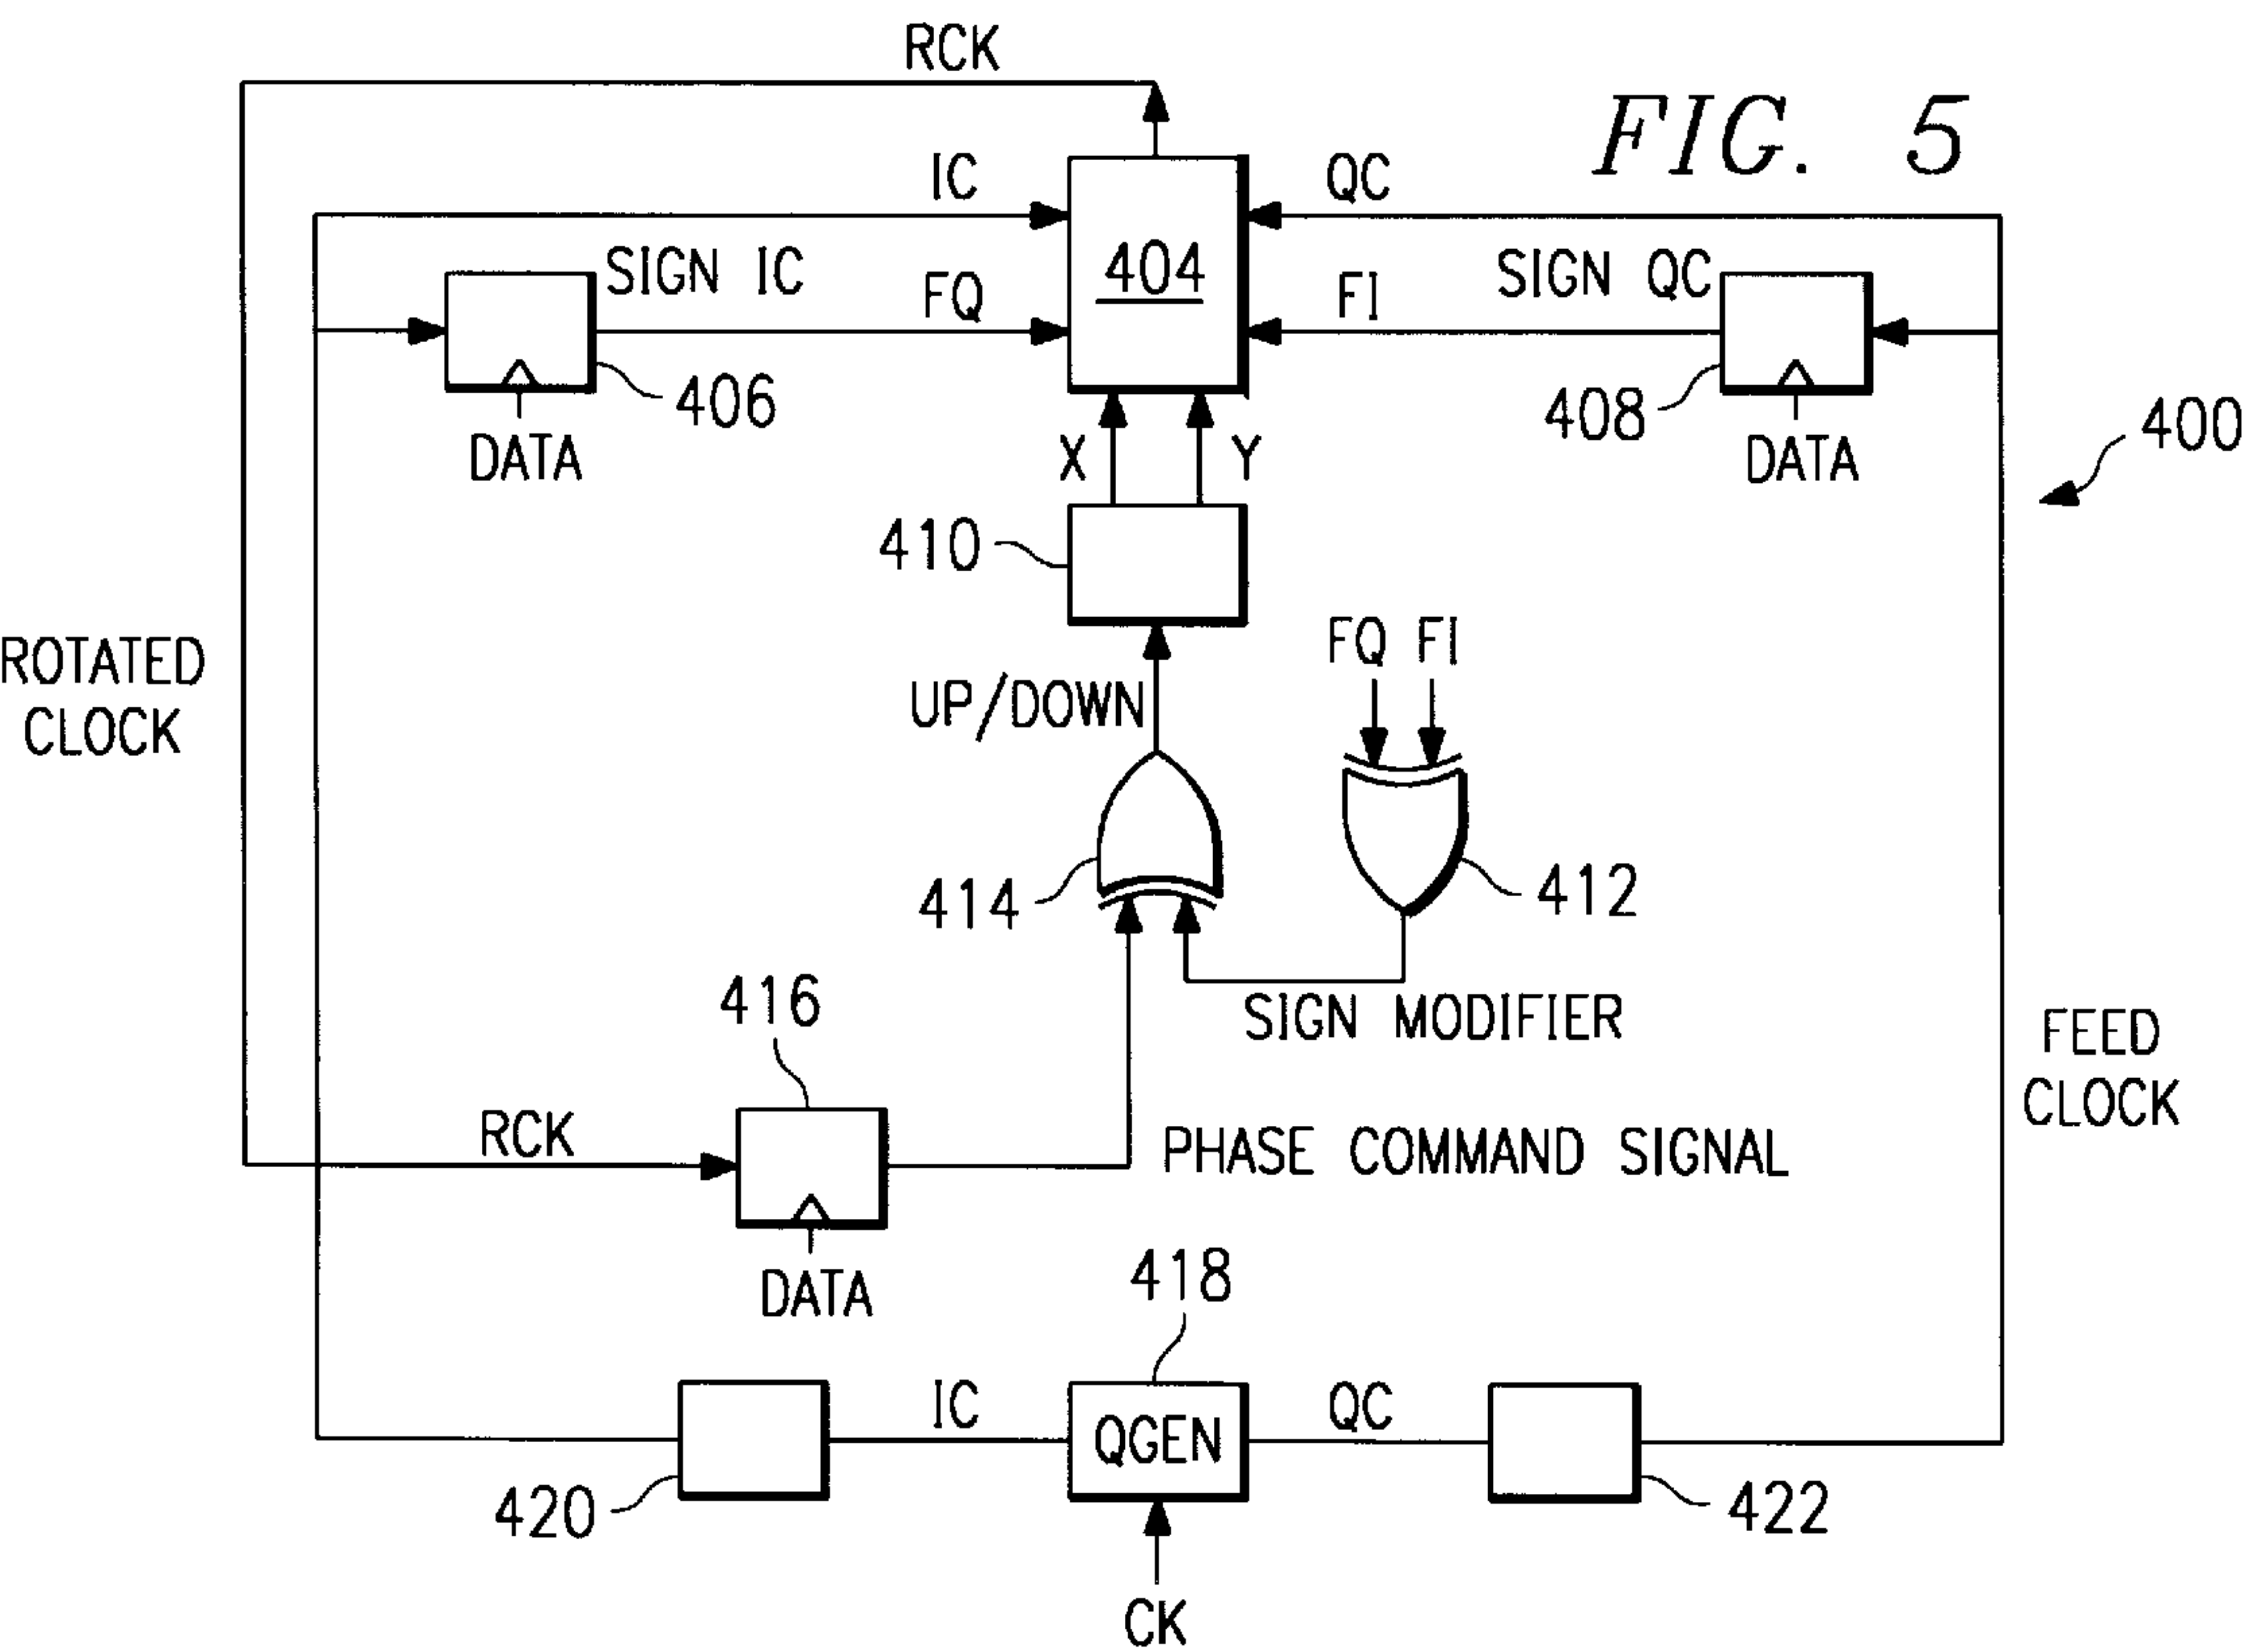 RCK
FIG. 5
IC
QC
404
SIGN IC
FQ
FI
SIGN QC
406
408
DATA
DATA
400
X
Y
410
ROTATED
CLOCK
UP/DOWN
FQ FI
414
412
416
SIGN MODIFIER
FEED
CLOCK
RCK
PHASE COMMAND SIGNAL
DATA
418
IC
QGEN
QC
420
422
CK